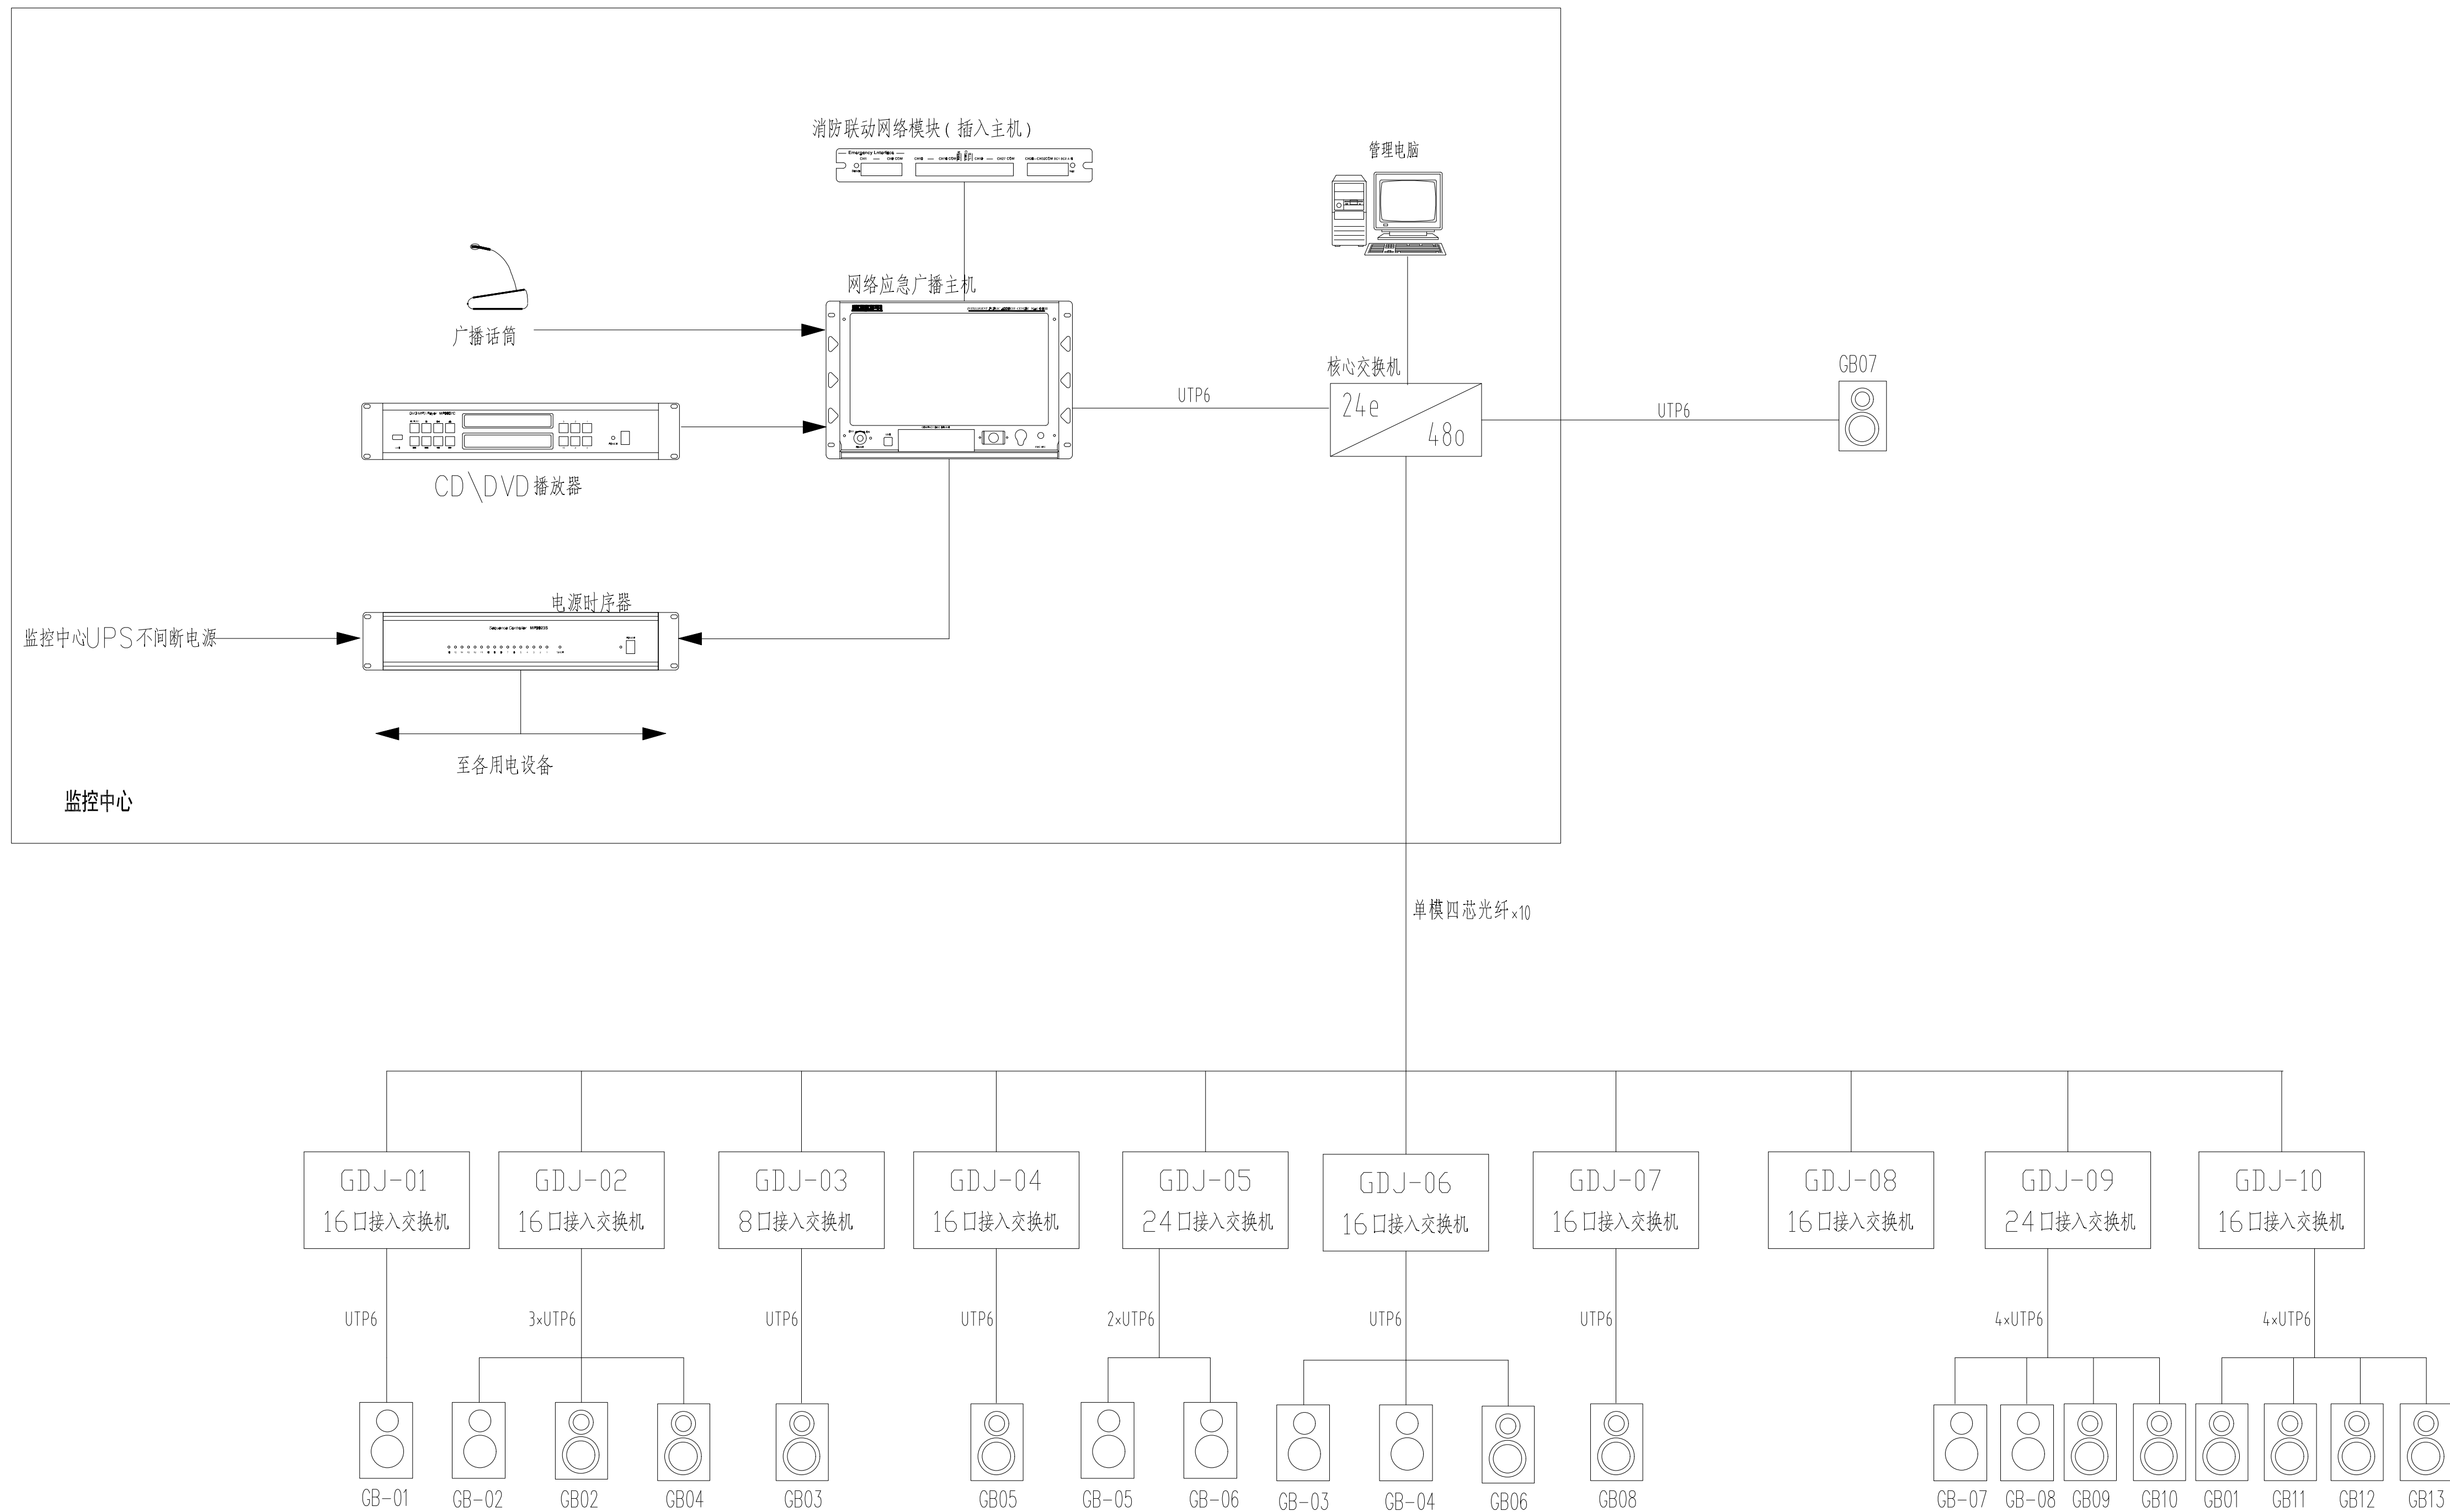 消防联动网络模块(插入主机)
Emergency Linterface
管理电脑
网络应急广播主机
广播话筒
核心交换机
24e
48o
UTP6
UTP6
GB07
CD\DVD播放器
电源时序器
监控中心UPS不间断电源
至各用电设备
监控中心
单模四芯光纤x10
GDJ-01
16口接入交换机
GDJ-02
16口接入交换机
GDJ-03
8口接入交换机
GDJ-04
16口接入交换机
GDJ-05
24口接入交换机
GDJ-06
16口接入交换机
GDJ-07
16口接入交换机
GDJ-08
16口接入交换机
GDJ-09
24口接入交换机
GDJ-10
16口接入交换机
UTP6
3xUTP6
UTP6
UTP6
2xUTP6
UTP6
UTP6
4xUTP6
4xUTP6
GB-01
GB-02
GB02
GB04
GB03
GB05
GB-05
GB-06
GB-03
GB-04
GB06
GB08
GB-07
GB-08
GB09
GB10
GB01
GB11
GB12
GB13